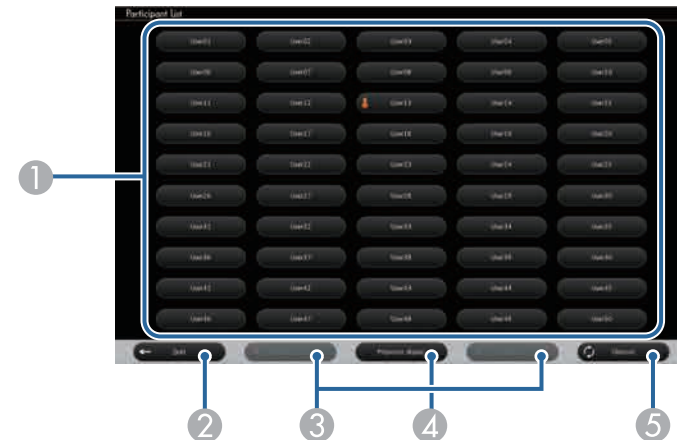 Participant List
User01 User02 User03 User04 User05
User06 User07 User08 User09 User10
User11 User12 User13 User14 User15
User16 User17 User18 User19 User20
User21 User22 User23 User24 User25
User26 User27 User28 User29 User30
User31 User32 User33 User34 User35
User36 User37 User38 User39 User40
User41 User42 User43 User44 User45
User46 User47 User48 User49 User50
1
2
3
4
5